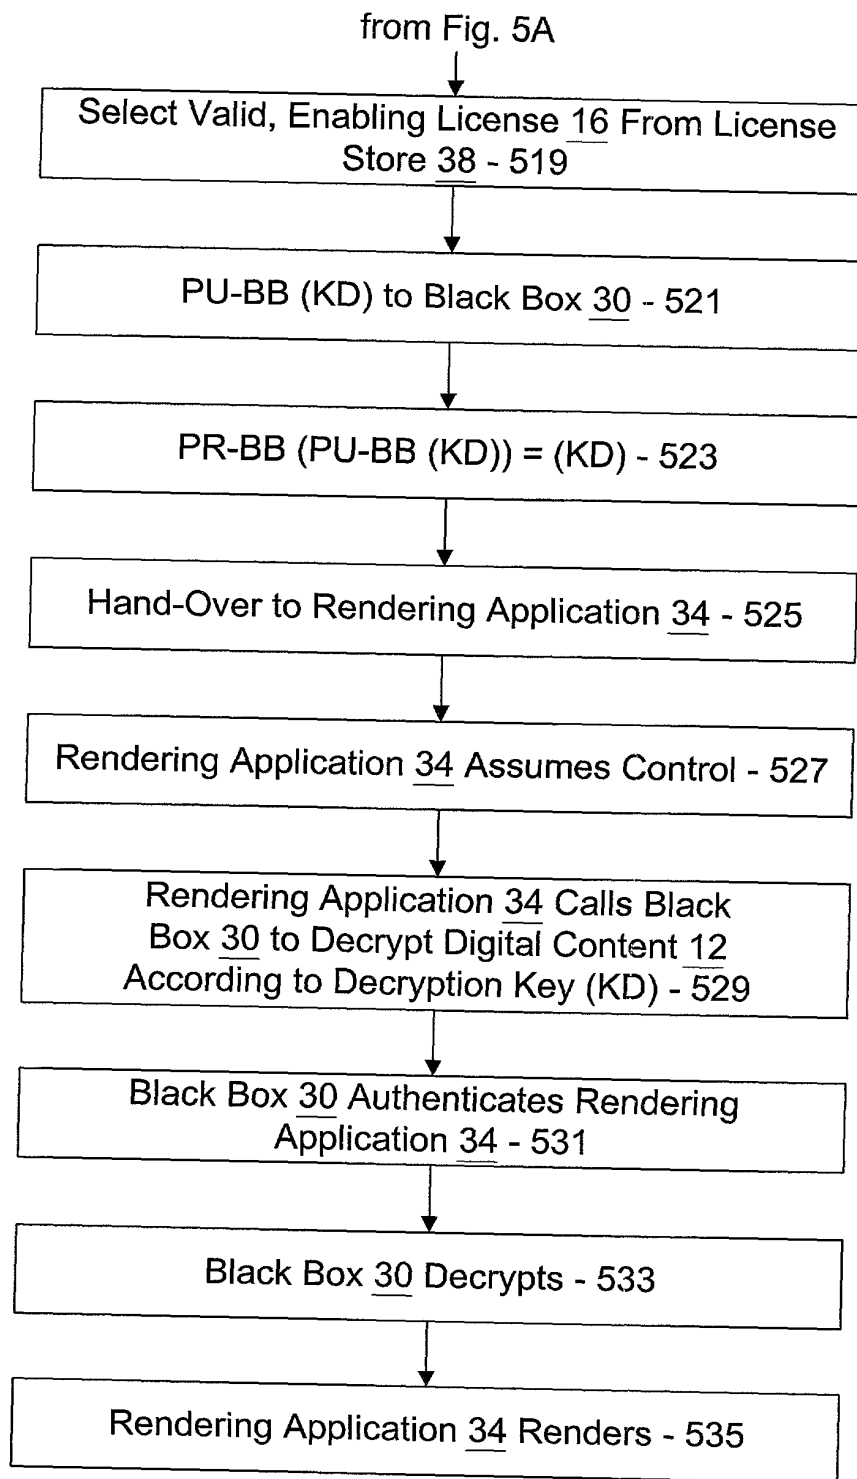 from Fig. 5A
Select Valid, Enabling License 16 From License
Store 38 - 519
PU-BB (KD) to Black Box 30 - 521
PR-BB (PU-BB (KD)) = (KD) - 523
Hand-Over to Rendering Application 34 - 525
Rendering Application 34 Assumes Control - 527
Rendering Application 34 Calls Black
Box 30 to Decrypt Digital Content 12
According to Decryption Key (KD) - 529
Black Box 30 Authenticates Rendering
Application 34 - 531
Black Box 30 Decrypts - 533
Rendering Application 34 Renders - 535